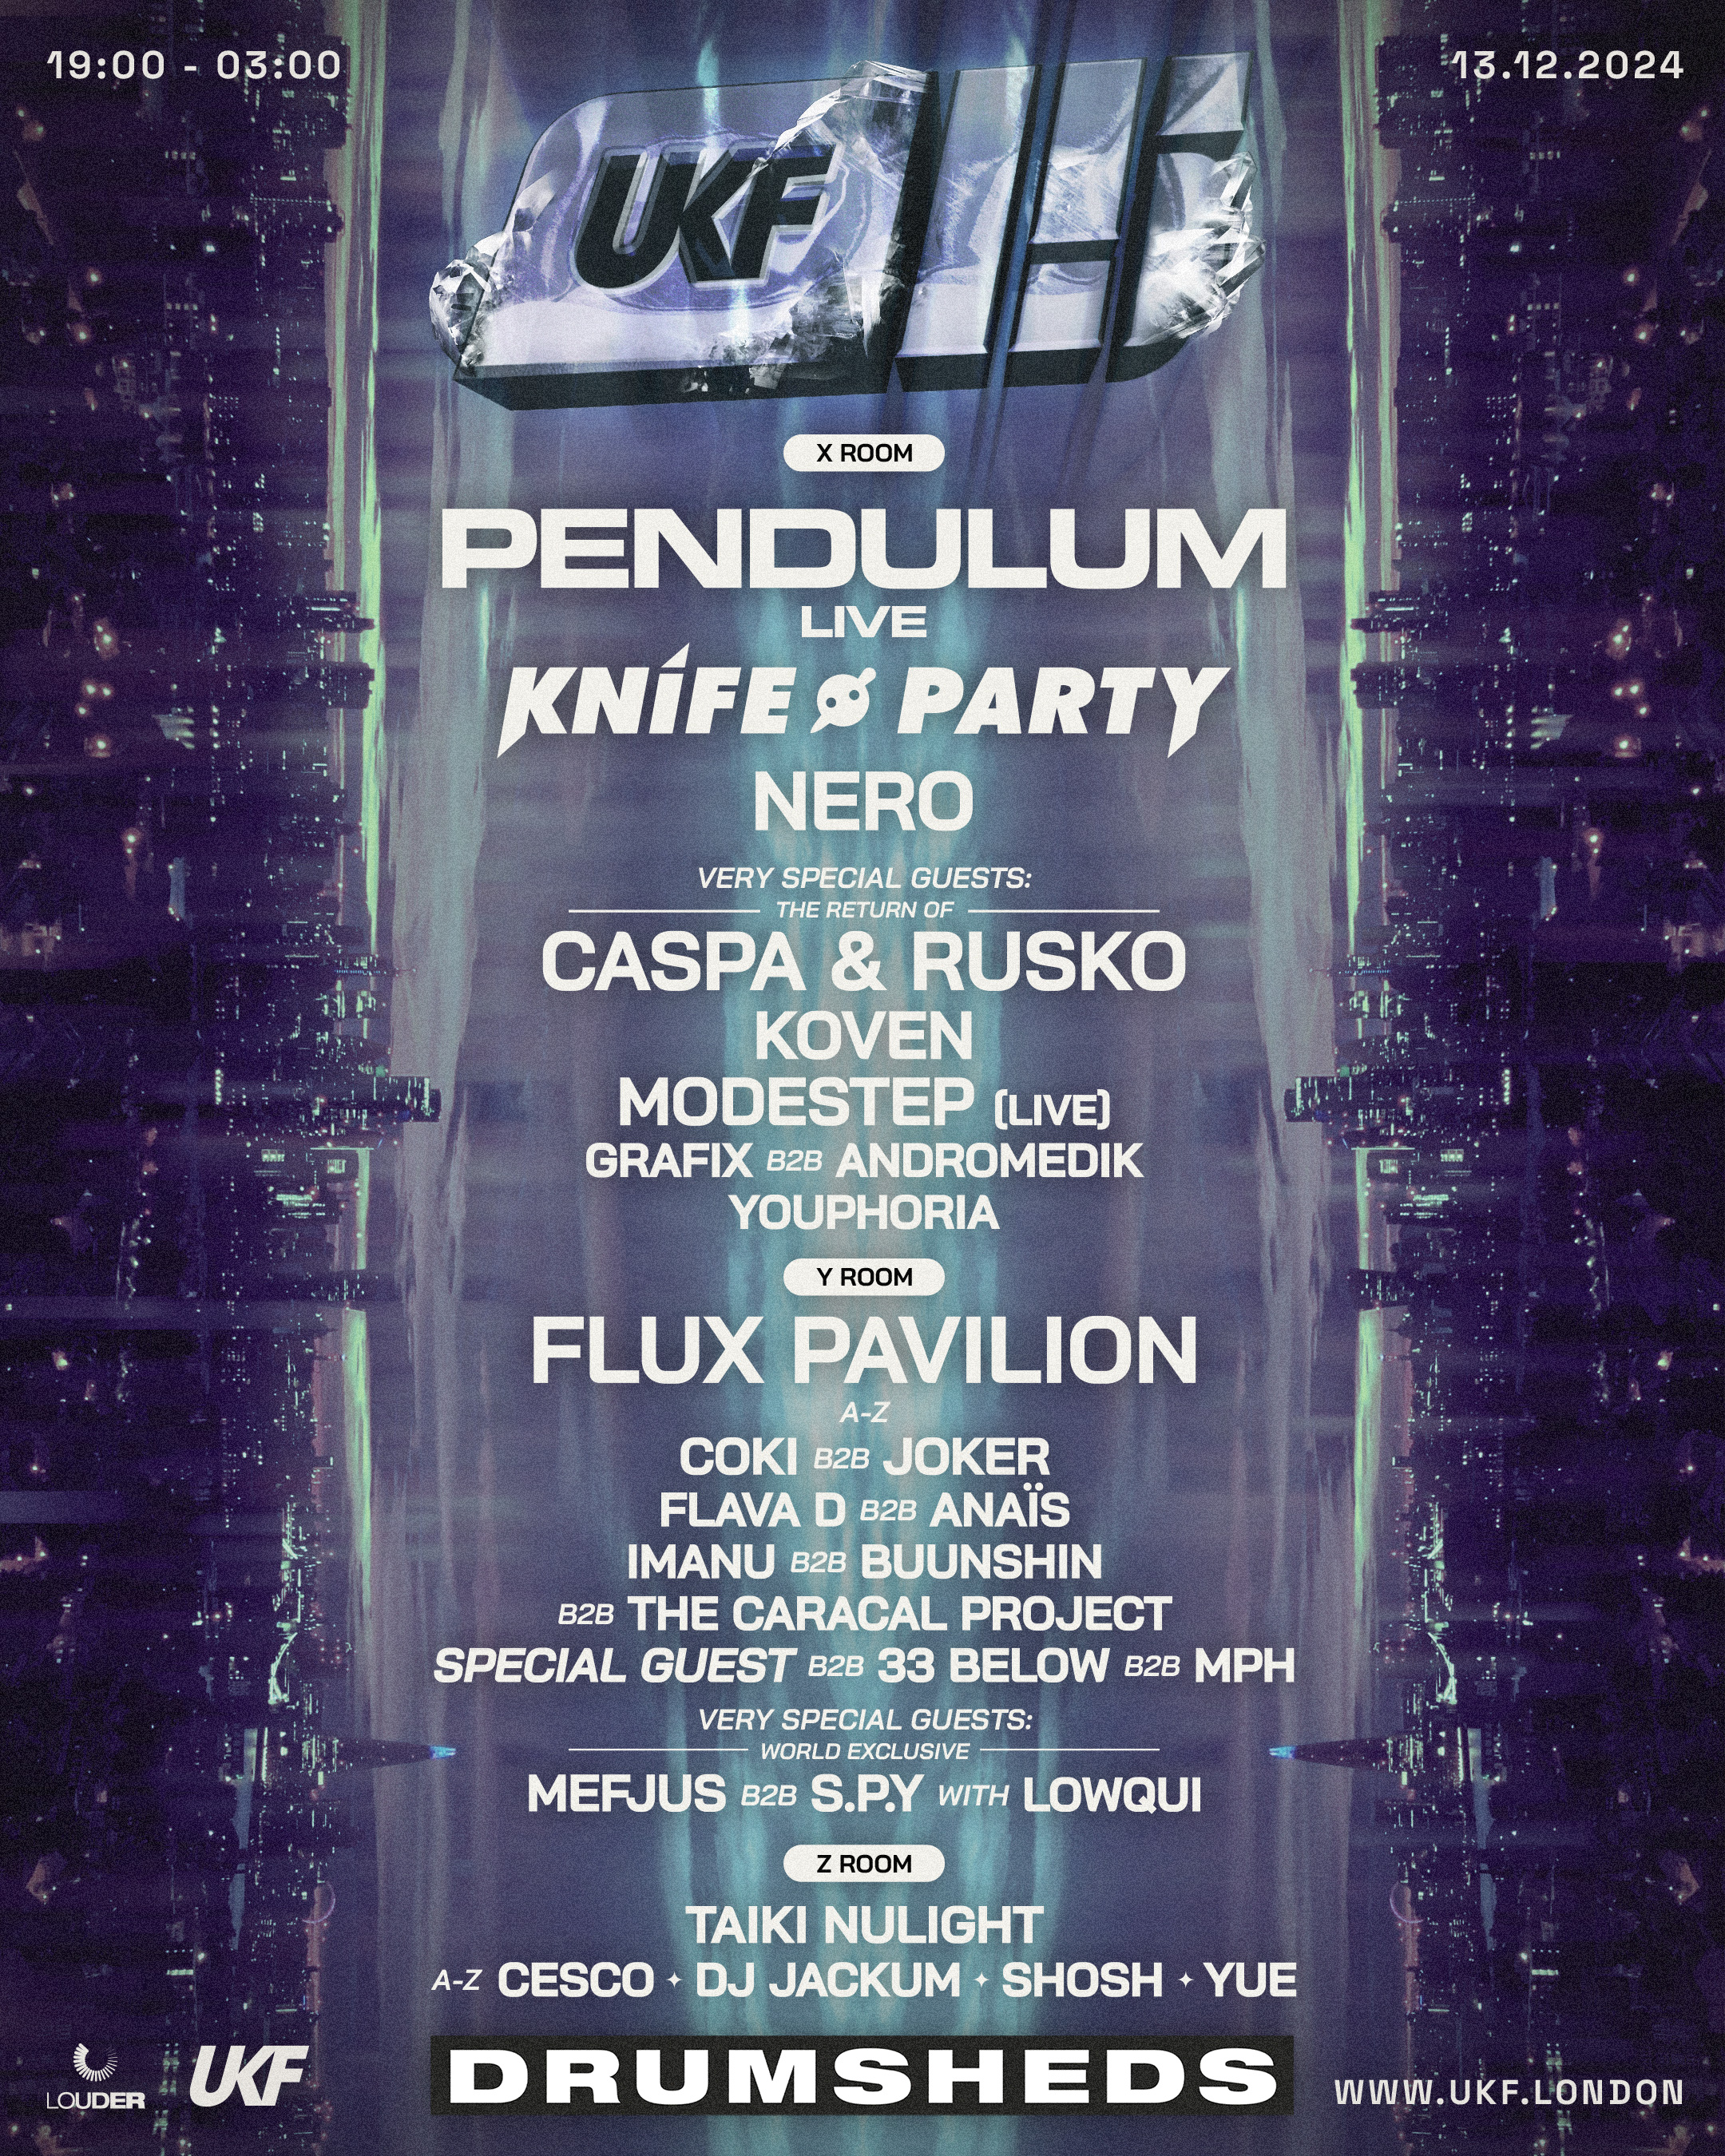 19:00 - 03:00
13.12.2024
UKF 15
X ROOM
PENDULUM
LIVE
KNÍFE PARTY
NERO
VERY SPECIAL GUESTS:
THE RETURN OF
CASPA & RUSKO
KOVEN
MODESTEP (LIVE)
GRAFIX B2B ANDROMEDIK
YOUPHORIA
Y ROOM
FLUX PAVILION
A-Z
COKI B2B JOKER
FLAVA D B2B ANAÏS
IMANU B2B BUUNSHIN
B2B THE CARACAL PROJECT
SPECIAL GUEST B2B 33 BELOW B2B MPH
VERY SPECIAL GUESTS:
WORLD EXCLUSIVE
MEFJUS B2B S.P.Y WITH LOWQUI
Z ROOM
TAIKI NULIGHT
A-Z CESCO ✦ DJ JACKUM ✦ SHOSH ✦ YUE
LOUDER
UKF
DRUMSHEDS
WWW.UKF.LONDON